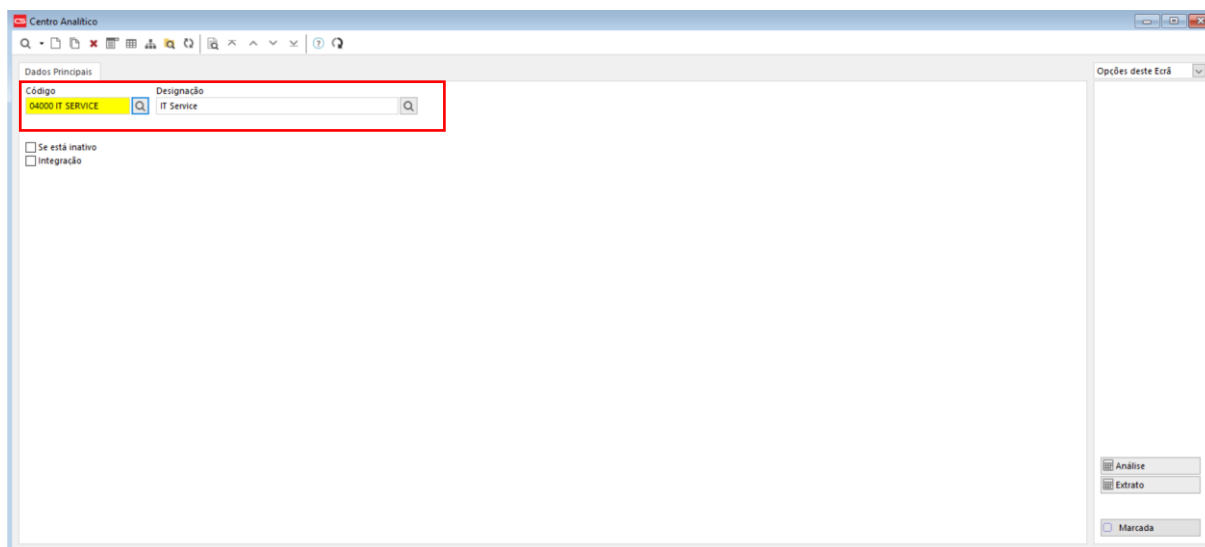 CS Centro Analítico
Dados Principais
Opções deste Ecrã
Código
Designação
04000 IT SERVICE
IT Service
Se está inativo
Integração
Análise
Extrato
Marcada